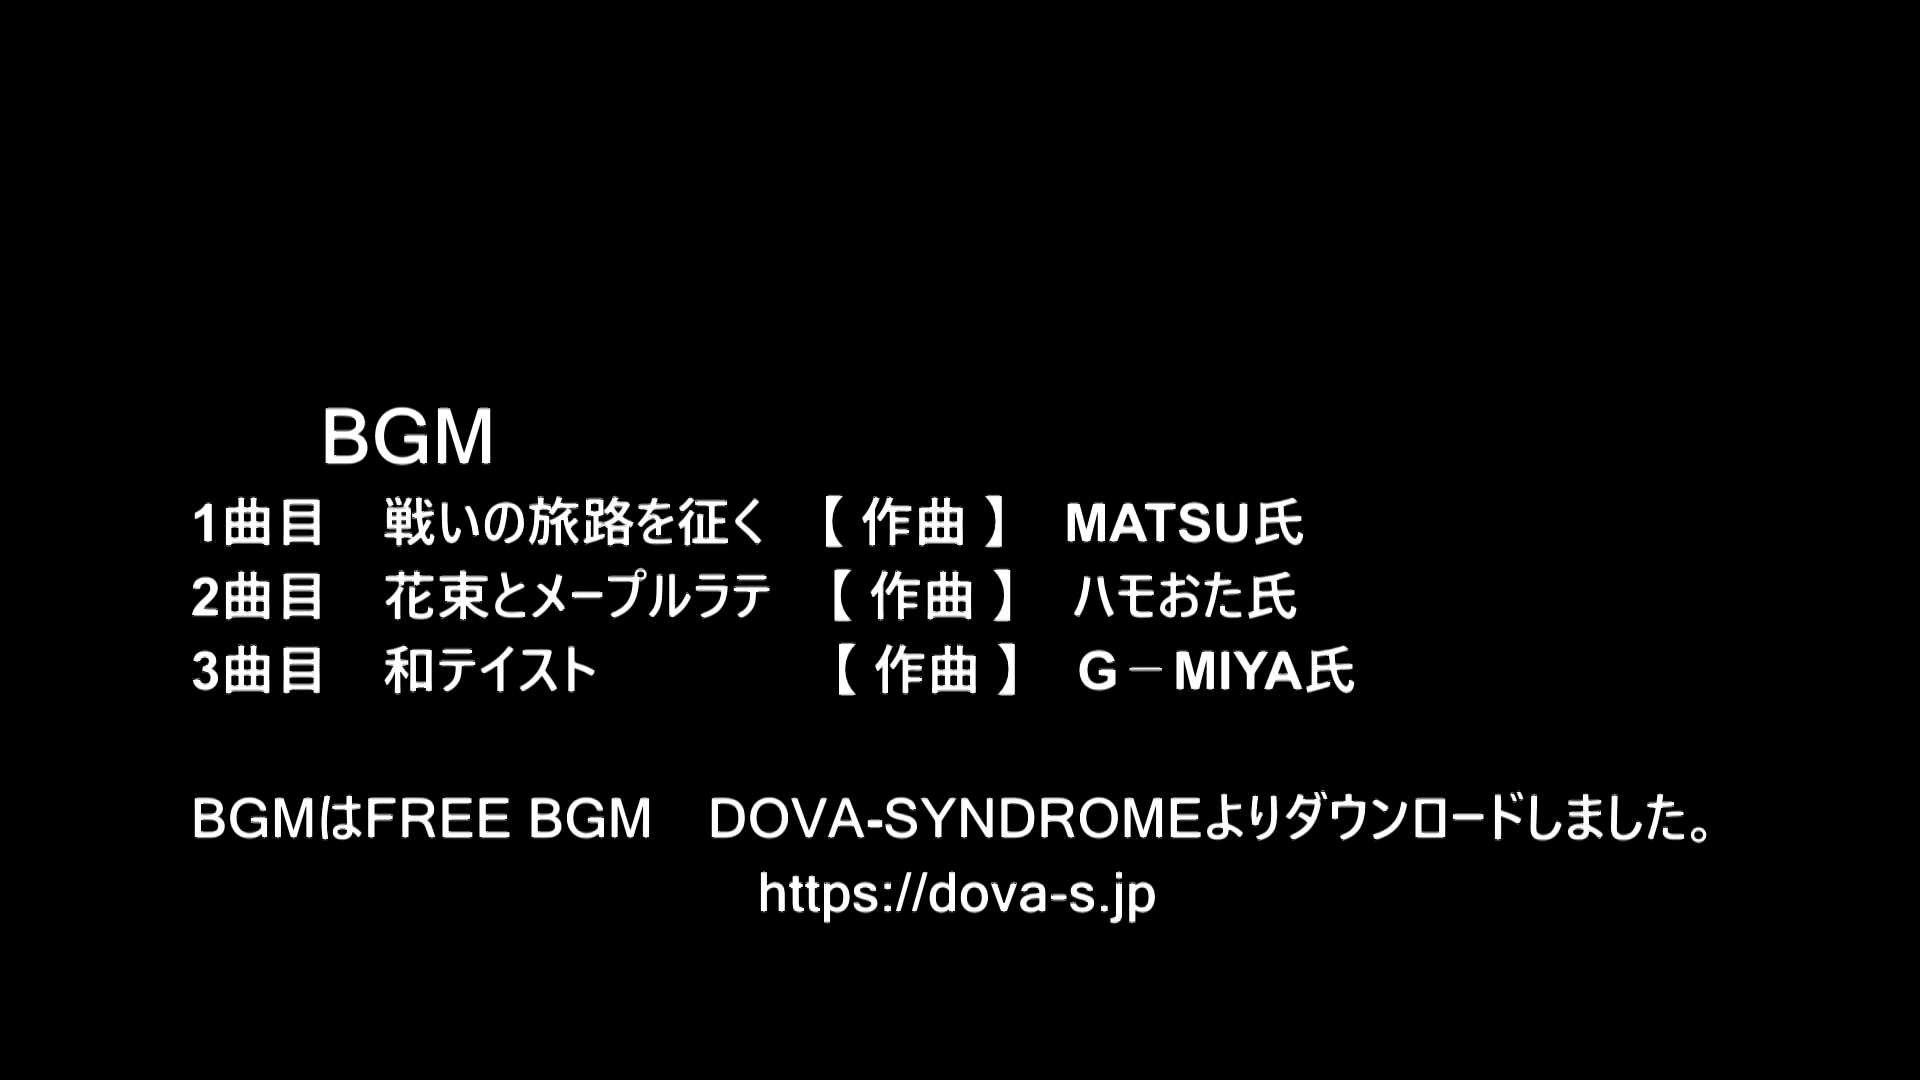 BGM
1曲目　戦いの旅路を征く　【 作曲 】　MATSU氏
2曲目　花束とメープルラテ　【 作曲 】　ハモおた氏
3曲目　和テイスト　【 作曲 】　G－MIYA氏
BGMはFREE BGM　DOVA-SYNDROMEよりダウンロードしました。
https://dova-s.jp